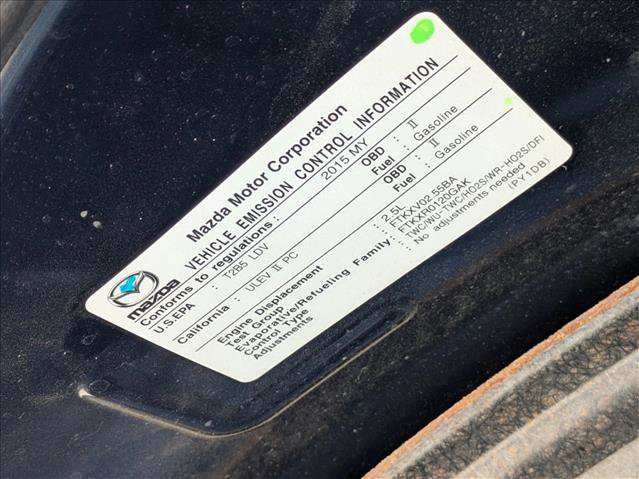 mazda
Mazda Motor Corporation
VEHICLE EMISSION CONTROL INFORMATION
Conforms to regulations : 2015 MY
U.S.EPA : T2B5 LDV OBD : II
Fuel : Gasoline
California : ULEV II PC OBD : II
Fuel : Gasoline
Engine Displacement : 2.5L
Test Group : FTKXV02.55BA
Evaporative/Refueling Family: FTKXR0120GAK
Control Type : TWC/WU-TWC/HO2S/WR-HO2S/DFI
Adjustments : No adjustments needed
(PY1DB)